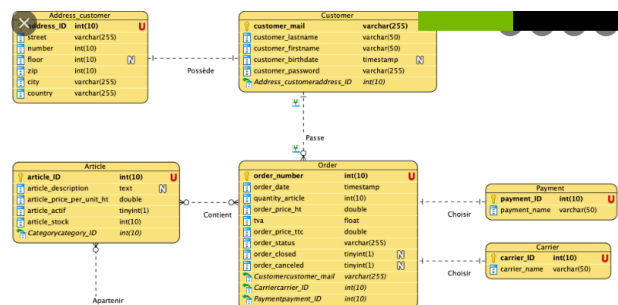 Address_customer
address_ID int(10) U
street varchar(255)
number int(10)
floor int(10) N
zip int(10)
city varchar(255)
country varchar(255)
Possède
Customer
customer_mail varchar(255)
customer_lastname varchar(50)
customer_firstname varchar(50)
customer_birthdate timestamp N
customer_password varchar(255)
Address_customeraddress_ID int(10)
Passe
Article
article_ID int(10) U
article_description text N
article_price_per_unit_ht double
article_actif tinyint(1)
article_stock int(10)
Categorycategory_ID int(10)
Contient
Apartenir
Order
order_number int(10) U
order_date timestamp
quantity_article int(10)
order_price_ht double
tva float
order_price_ttc double
order_status varchar(255)
order_closed tinyint(1) N
order_canceled tinyint(1) N
Customercustomer_mail varchar(255)
Carriercarrier_ID int(10)
Paymentpayment_ID int(10)
Choisir
Payment
payment_ID int(10) U
payment_name varchar(50)
Choisir
Carrier
carrier_ID int(10) U
carrier_name varchar(50)